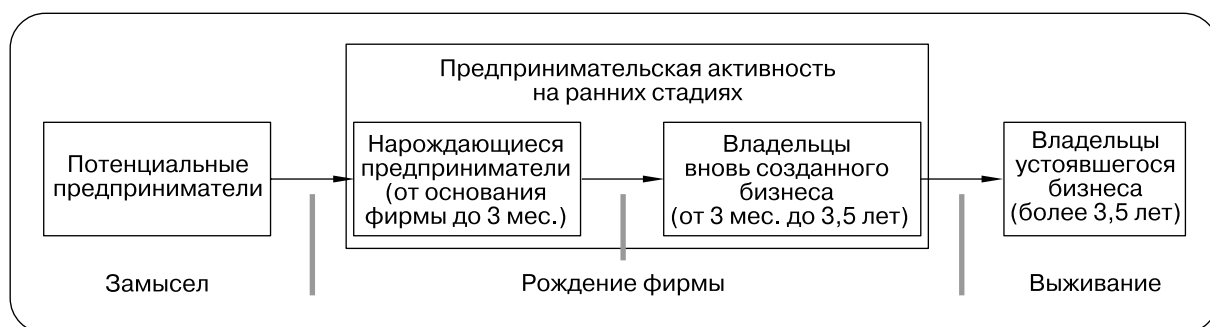 Предпринимательская активность
на ранних стадиях
Потенциальные
предприниматели
Нарождающиеся
предприниматели
(от основания
фирмы до 3 мес.)
Владельцы
вновь созданного
бизнеса
(от 3 мес. до 3,5 лет)
Владельцы
устоявшегося
бизнеса
(более 3,5 лет)
Замысел
Рождение фирмы
Выживание